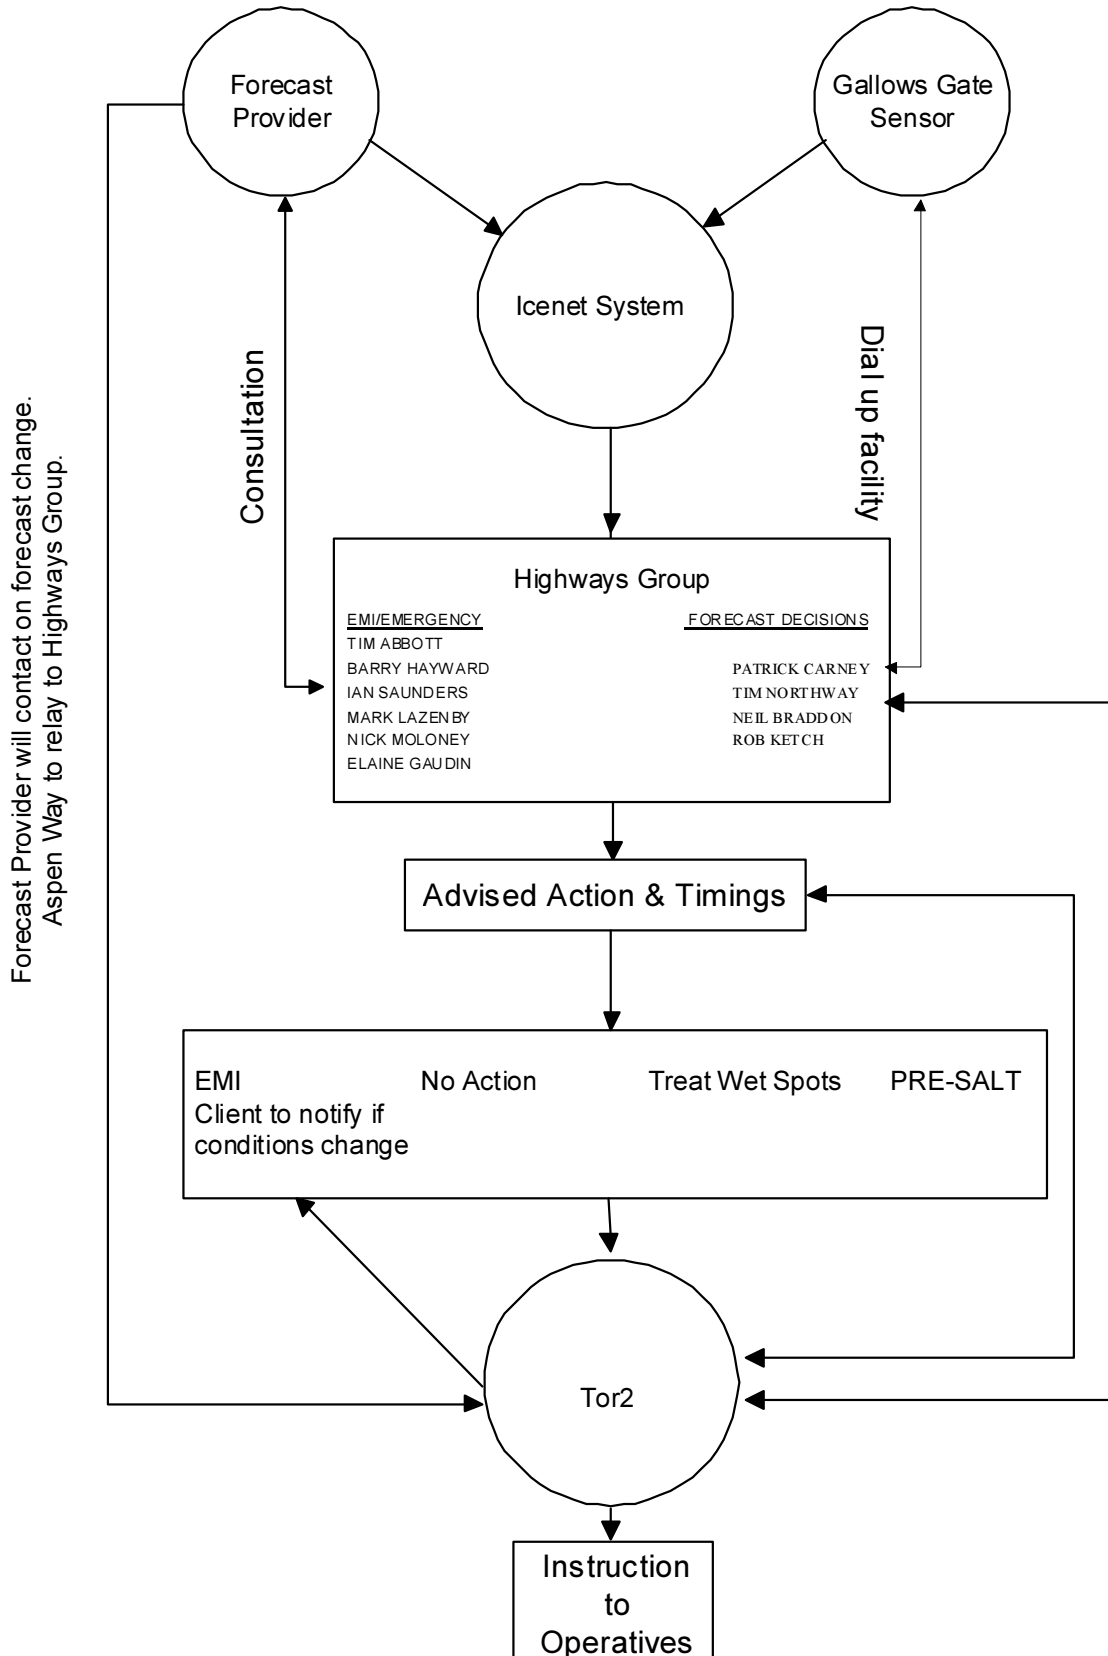 Forecast
Provider
Gallows Gate
Sensor
Icenet System
Forecast Provider will contact on forecast change.
Aspen Way to relay to Highways Group.
Consultation
Dial up facility
Highways Group
EMI/EMERGENCY
TIM ABBOTT
BARRY HAYWARD
IAN SAUNDERS
MARK LAZENBY
NICK MOLONEY
ELAINE GAUDIN
FORECAST DECISIONS
PATRICK CARNEY
TIM NORTHWAY
NEIL BRADDON
ROB KETCH
Advised Action & Timings
EMI
Client to notify if
conditions change
No Action
Treat Wet Spots
PRE-SALT
Tor2
Instruction
to
Operatives